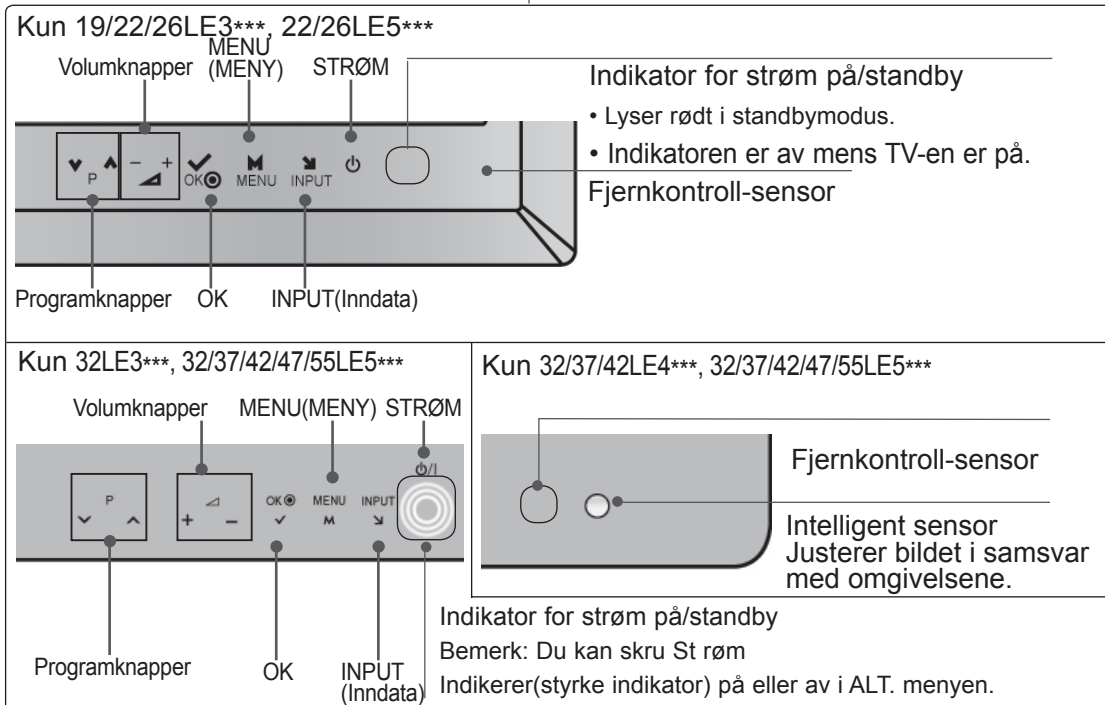 Kun 19/22/26LE3***, 22/26LE5***
Volumknapper
MENU
(MENY)
STRØM
Indikator for strøm på/standby
• Lyser rødt i standbymodus.
• Indikatoren er av mens TV-en er på.
Fjernkontroll-sensor
P
- +
OK
MENU
INPUT
Programknapper
OK
INPUT(Inndata)
Kun 32LE3***, 32/37/42/47/55LE5***
Volumknapper
MENU(MENY)
STRØM
/I
P
+ -
OK
MENU
INPUT
Programknapper
OK
INPUT
(Inndata)
Kun 32/37/42LE4***, 32/37/42/47/55LE5***
Fjernkontroll-sensor
Intelligent sensor
Justerer bildet i samsvar
med omgivelsene.
Indikator for strøm på/standby
Bemerk: Du kan skru St røm
Indikerer(styrke indikator) på eller av i ALT. menyen.